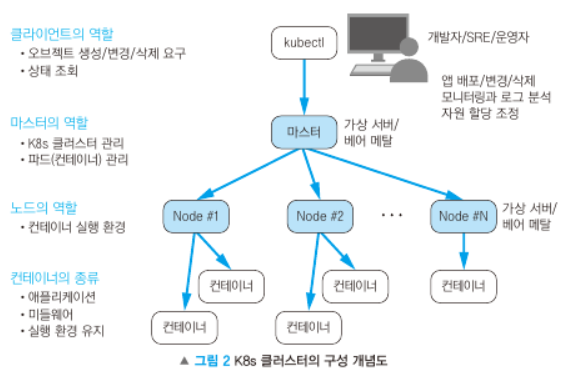 클라이언트의 역할
• 오브젝트 생성/변경/삭제 요구
• 상태 조회
kubectl
개발자/SRE/운영자
앱 배포/변경/삭제
모니터링과 로그 분석
자원 할당 조정
마스터의 역할
• K8s 클러스터 관리
• 파드(컨테이너) 관리
마스터
가상 서버/
베어 메탈
노드의 역할
• 컨테이너 실행 환경
Node #1
Node #2
· · ·
Node #N
가상 서버/
베어 메탈
컨테이너의 종류
• 애플리케이션
• 미들웨어
• 실행 환경 유지
컨테이너
컨테이너
컨테이너
컨테이너
컨테이너
▲ 그림 2 K8s 클러스터의 구성 개념도